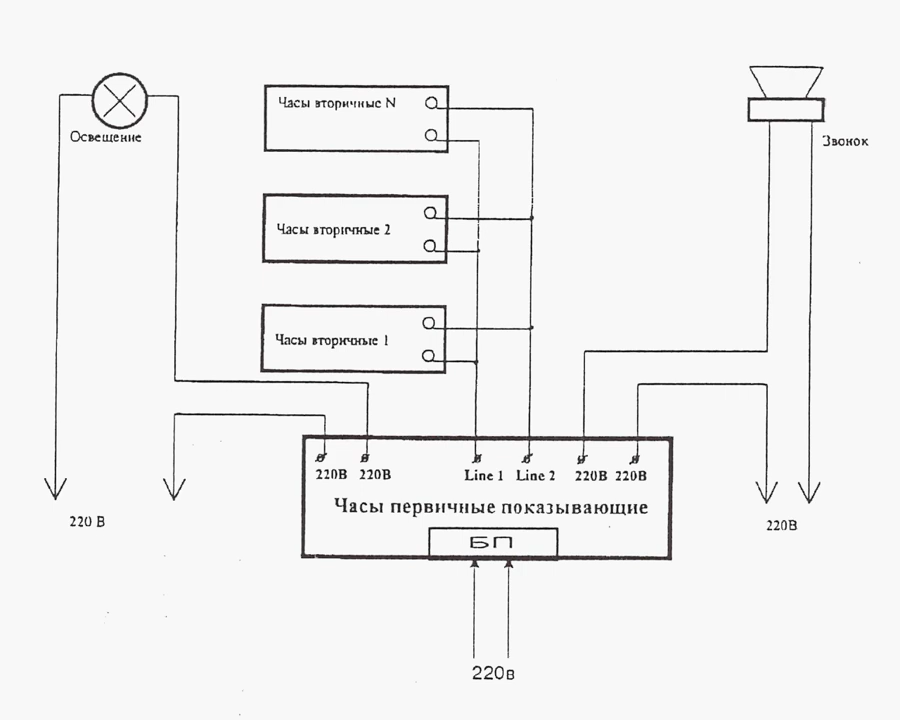 Часы вторичные N
Освещение
Звонок
Часы вторичные 2
Часы вторичные 1
220В 220В Line 1 Line 2 220В 220В
Часы первичные показывающие
БП
220 В
220В
220в